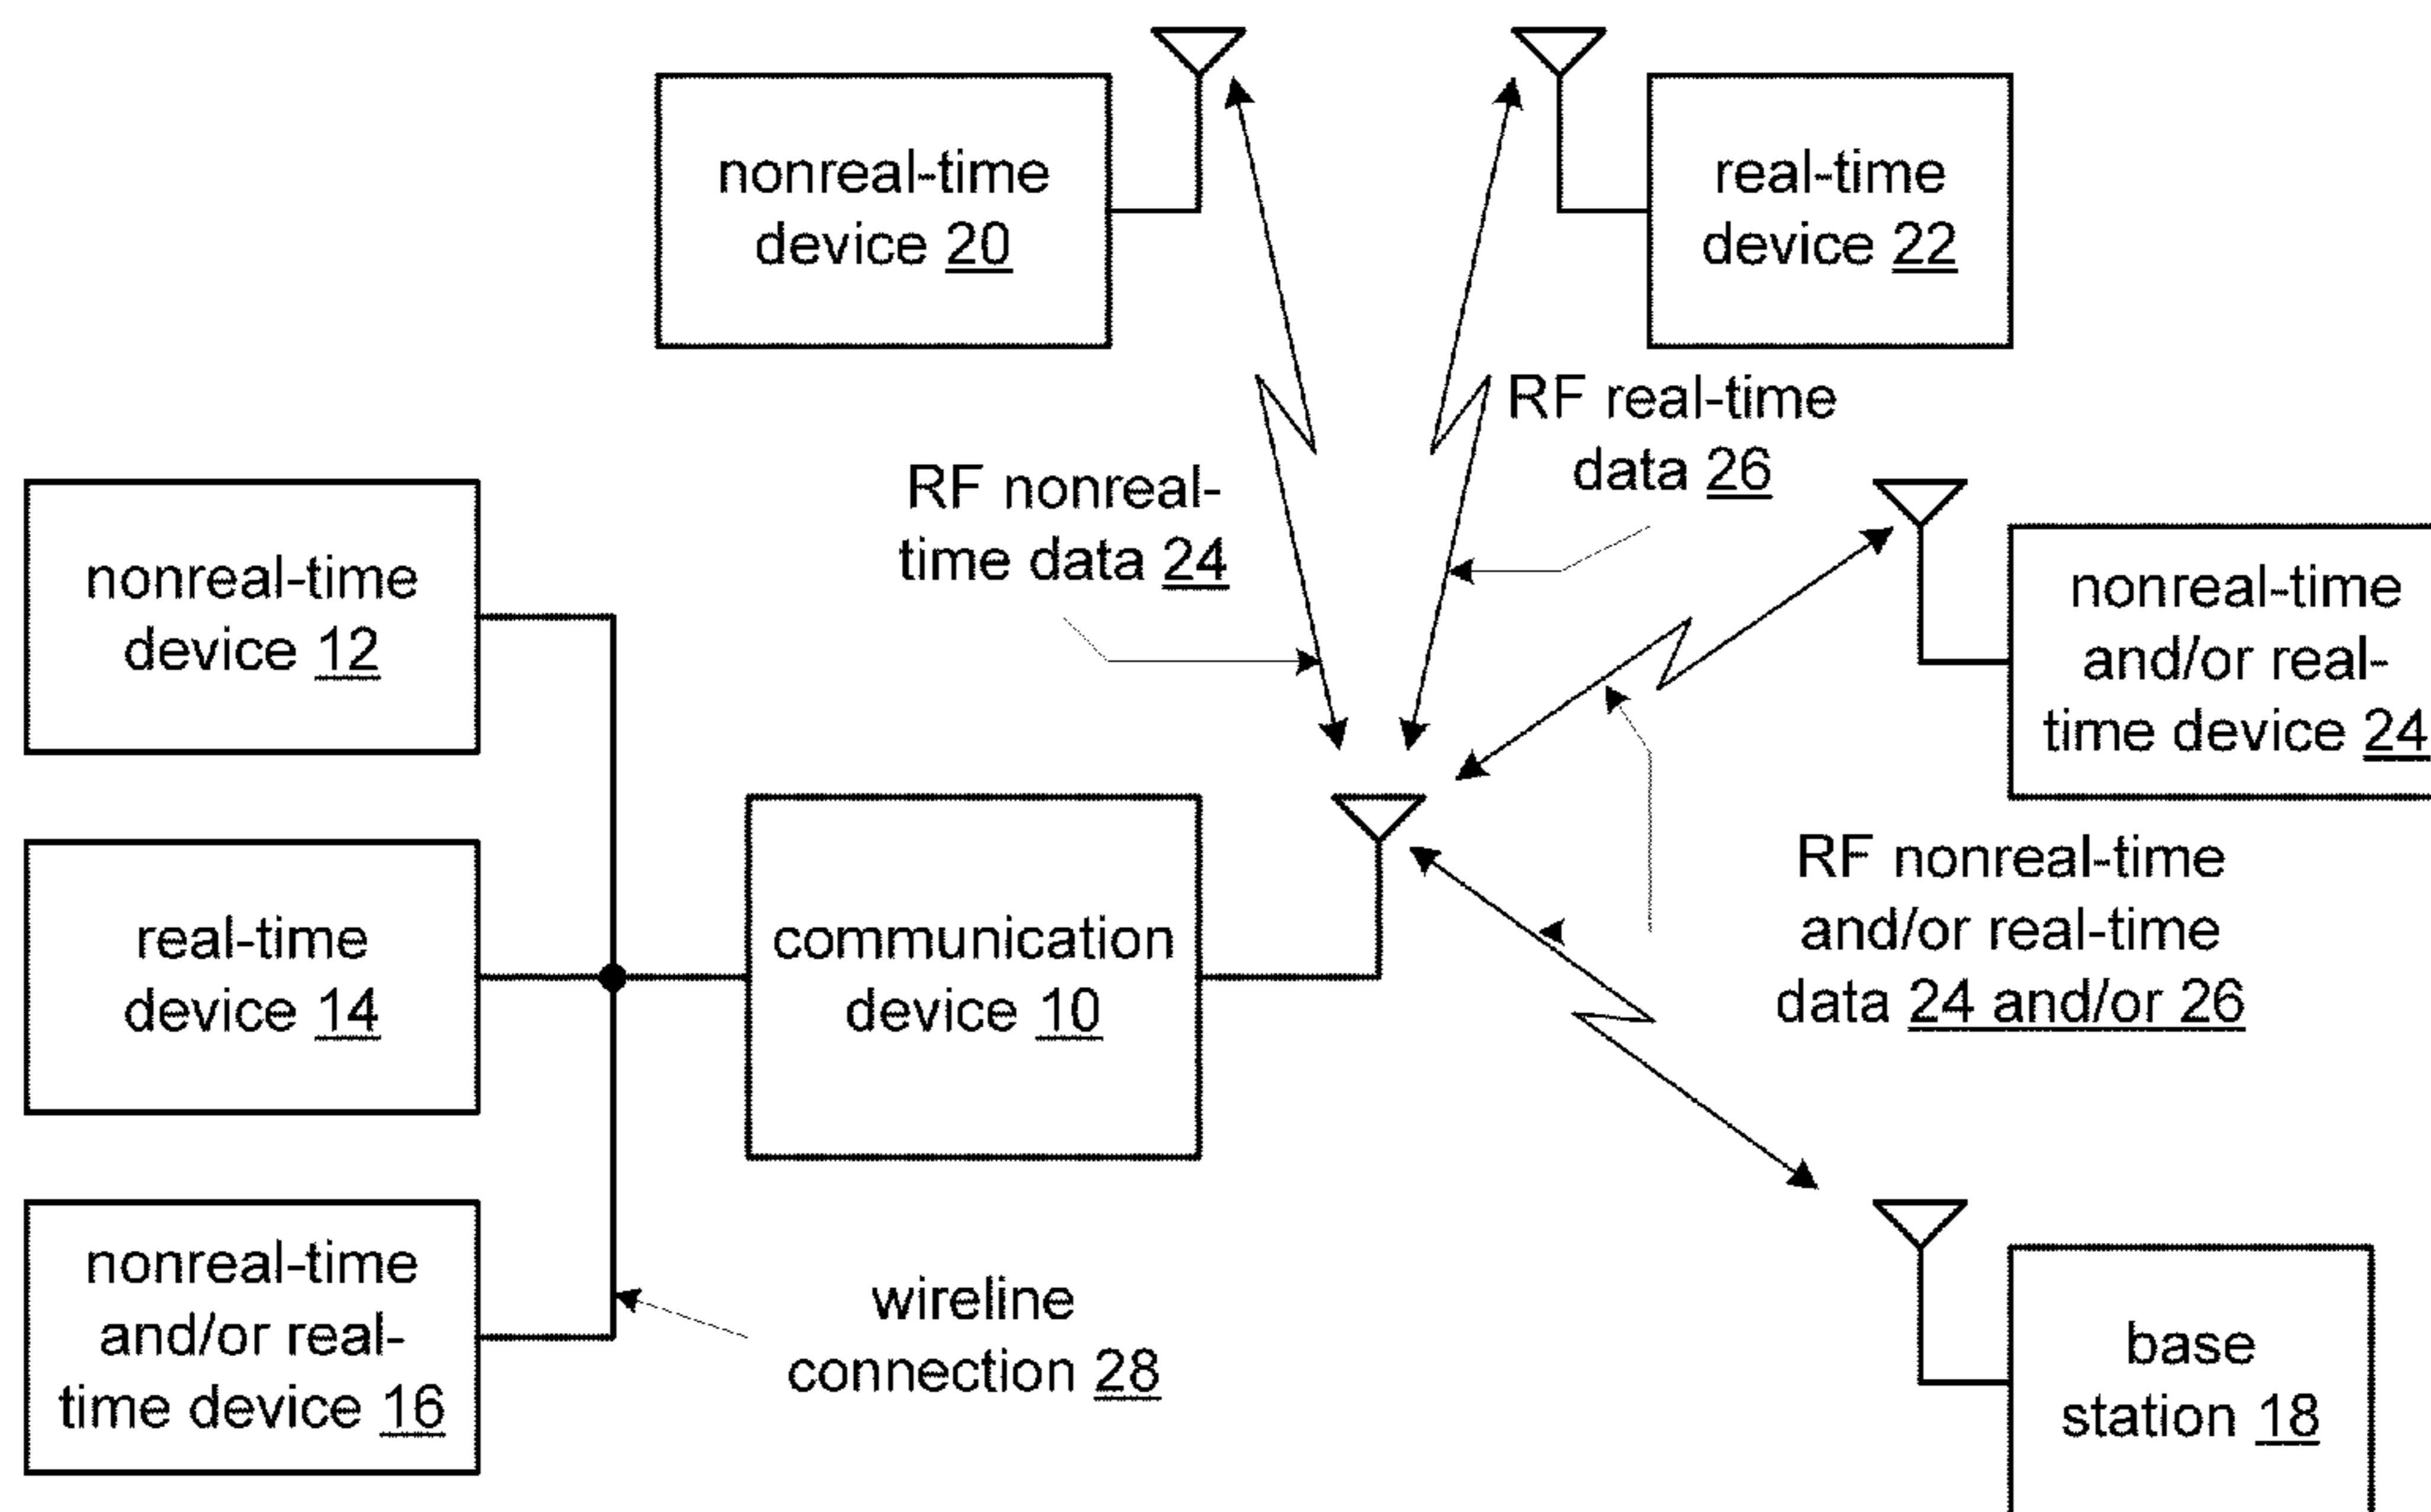 nonreal-time
device 20
real-time
device 22
RF real-time
data 26
RF nonreal-
time data 24
nonreal-time
device 12
nonreal-time
and/or real-
time device 24
real-time
device 14
communication
device 10
RF nonreal-time
and/or real-time
data 24 and/or 26
nonreal-time
and/or real-
time device 16
wireline
connection 28
base
station 18